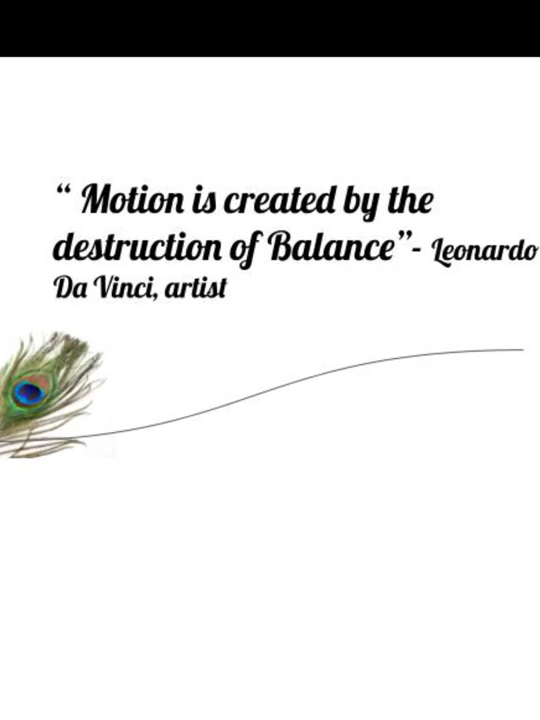 “ Motion is created by the
destruction of Balance”- Leonardo
Da Vinci, artist